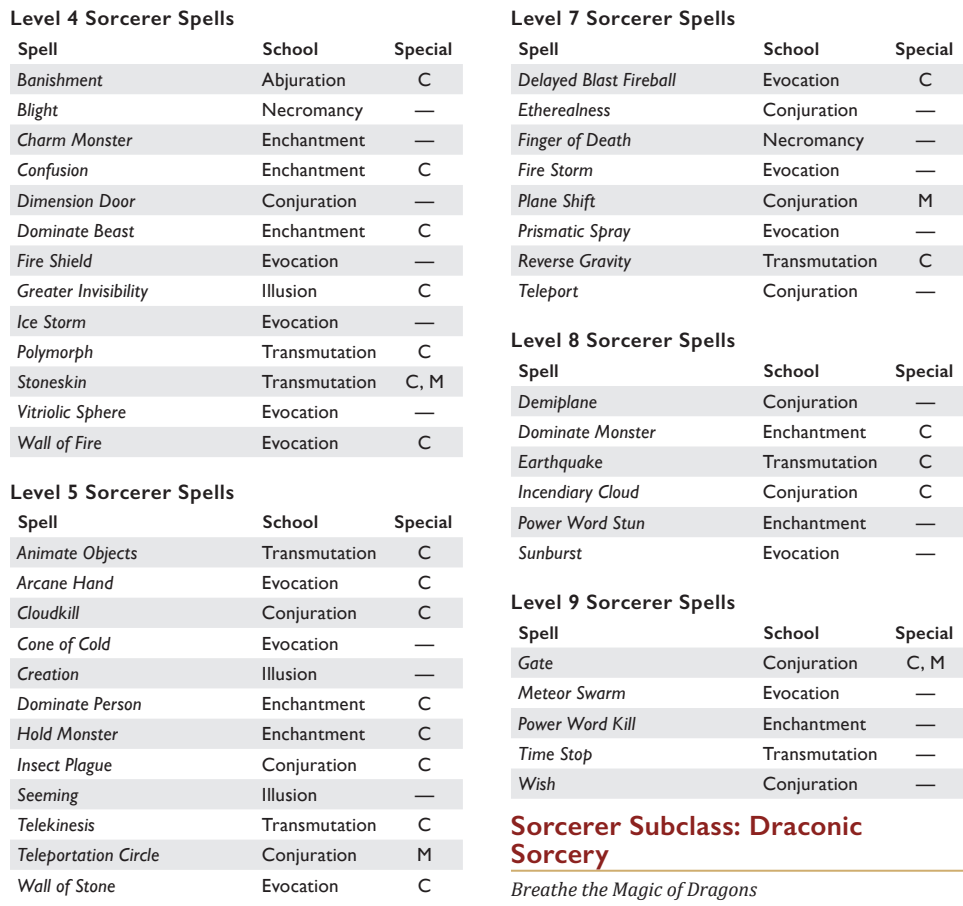 Level 4 Sorcerer Spells
Spell School Special
Banishment Abjuration C
Blight Necromancy —
Charm Monster Enchantment —
Confusion Enchantment C
Dimension Door Conjuration —
Dominate Beast Enchantment C
Fire Shield Evocation —
Greater Invisibility Illusion C
Ice Storm Evocation —
Polymorph Transmutation C
Stoneskin Transmutation C, M
Vitriolic Sphere Evocation —
Wall of Fire Evocation C
Level 5 Sorcerer Spells
Spell School Special
Animate Objects Transmutation C
Arcane Hand Evocation C
Cloudkill Conjuration C
Cone of Cold Evocation —
Creation Illusion —
Dominate Person Enchantment C
Hold Monster Enchantment C
Insect Plague Conjuration C
Seeming Illusion —
Telekinesis Transmutation C
Teleportation Circle Conjuration M
Wall of Stone Evocation C
Level 7 Sorcerer Spells
Spell School Special
Delayed Blast Fireball Evocation C
Etherealness Conjuration —
Finger of Death Necromancy —
Fire Storm Evocation —
Plane Shift Conjuration M
Prismatic Spray Evocation —
Reverse Gravity Transmutation C
Teleport Conjuration —
Level 8 Sorcerer Spells
Spell School Special
Demiplane Conjuration —
Dominate Monster Enchantment C
Earthquake Transmutation C
Incendiary Cloud Conjuration C
Power Word Stun Enchantment —
Sunburst Evocation —
Level 9 Sorcerer Spells
Spell School Special
Gate Conjuration C, M
Meteor Swarm Evocation —
Power Word Kill Enchantment —
Time Stop Transmutation —
Wish Conjuration —
Sorcerer Subclass: Draconic
Sorcery
Breathe the Magic of Dragons